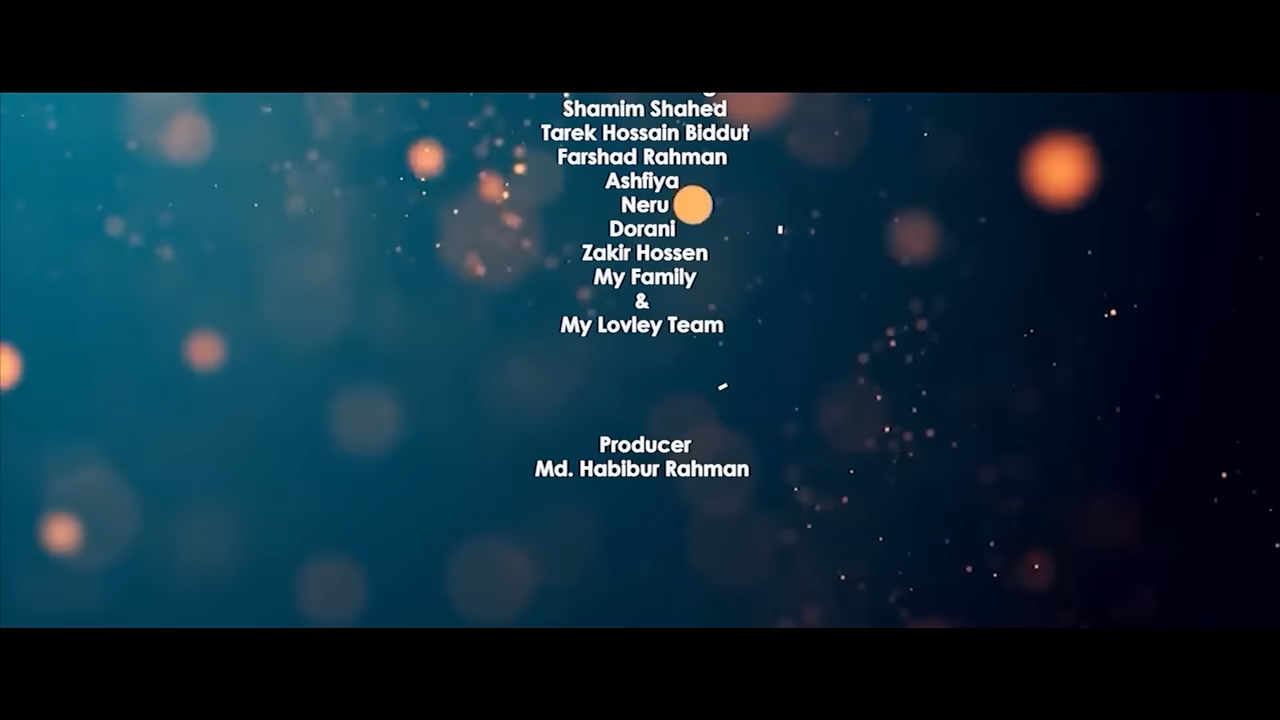 Shamim Shahed
Tarek Hossain Biddut
Farshad Rahman
Ashfiya
Neru
Dorani
Zakir Hossen
My Family
&
My Lovley Team
Producer
Md. Habibur Rahman